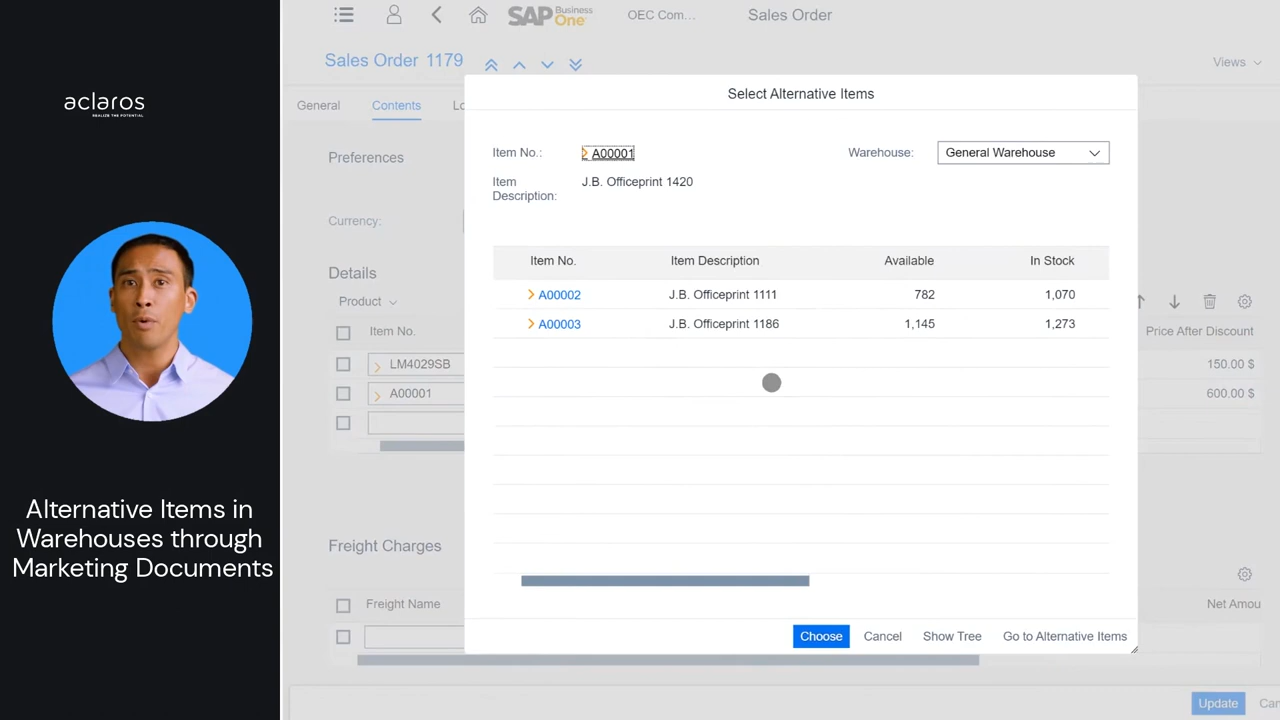 aclaros
REALIZE THE POTENTIAL
Alternative Items in
Warehouses through
Marketing Documents
SAP Business One
OEC Com...
Sales Order
Sales Order 1179
Views
General
Contents
Lo
Preferences
Currency:
Details
Product
Item No.
Price After Discount
LM4029SB
150.00 $
A00001
600.00 $
Freight Charges
Freight Name
Net Amou
Update
Can
Select Alternative Items
Item No.:
A00001
Warehouse:
General Warehouse
Item
Description:
J.B. Officeprint 1420
Item No. Item Description Available In Stock
A00002 J.B. Officeprint 1111 782 1,070
A00003 J.B. Officeprint 1186 1,145 1,273
Choose Cancel Show Tree Go to Alternative Items